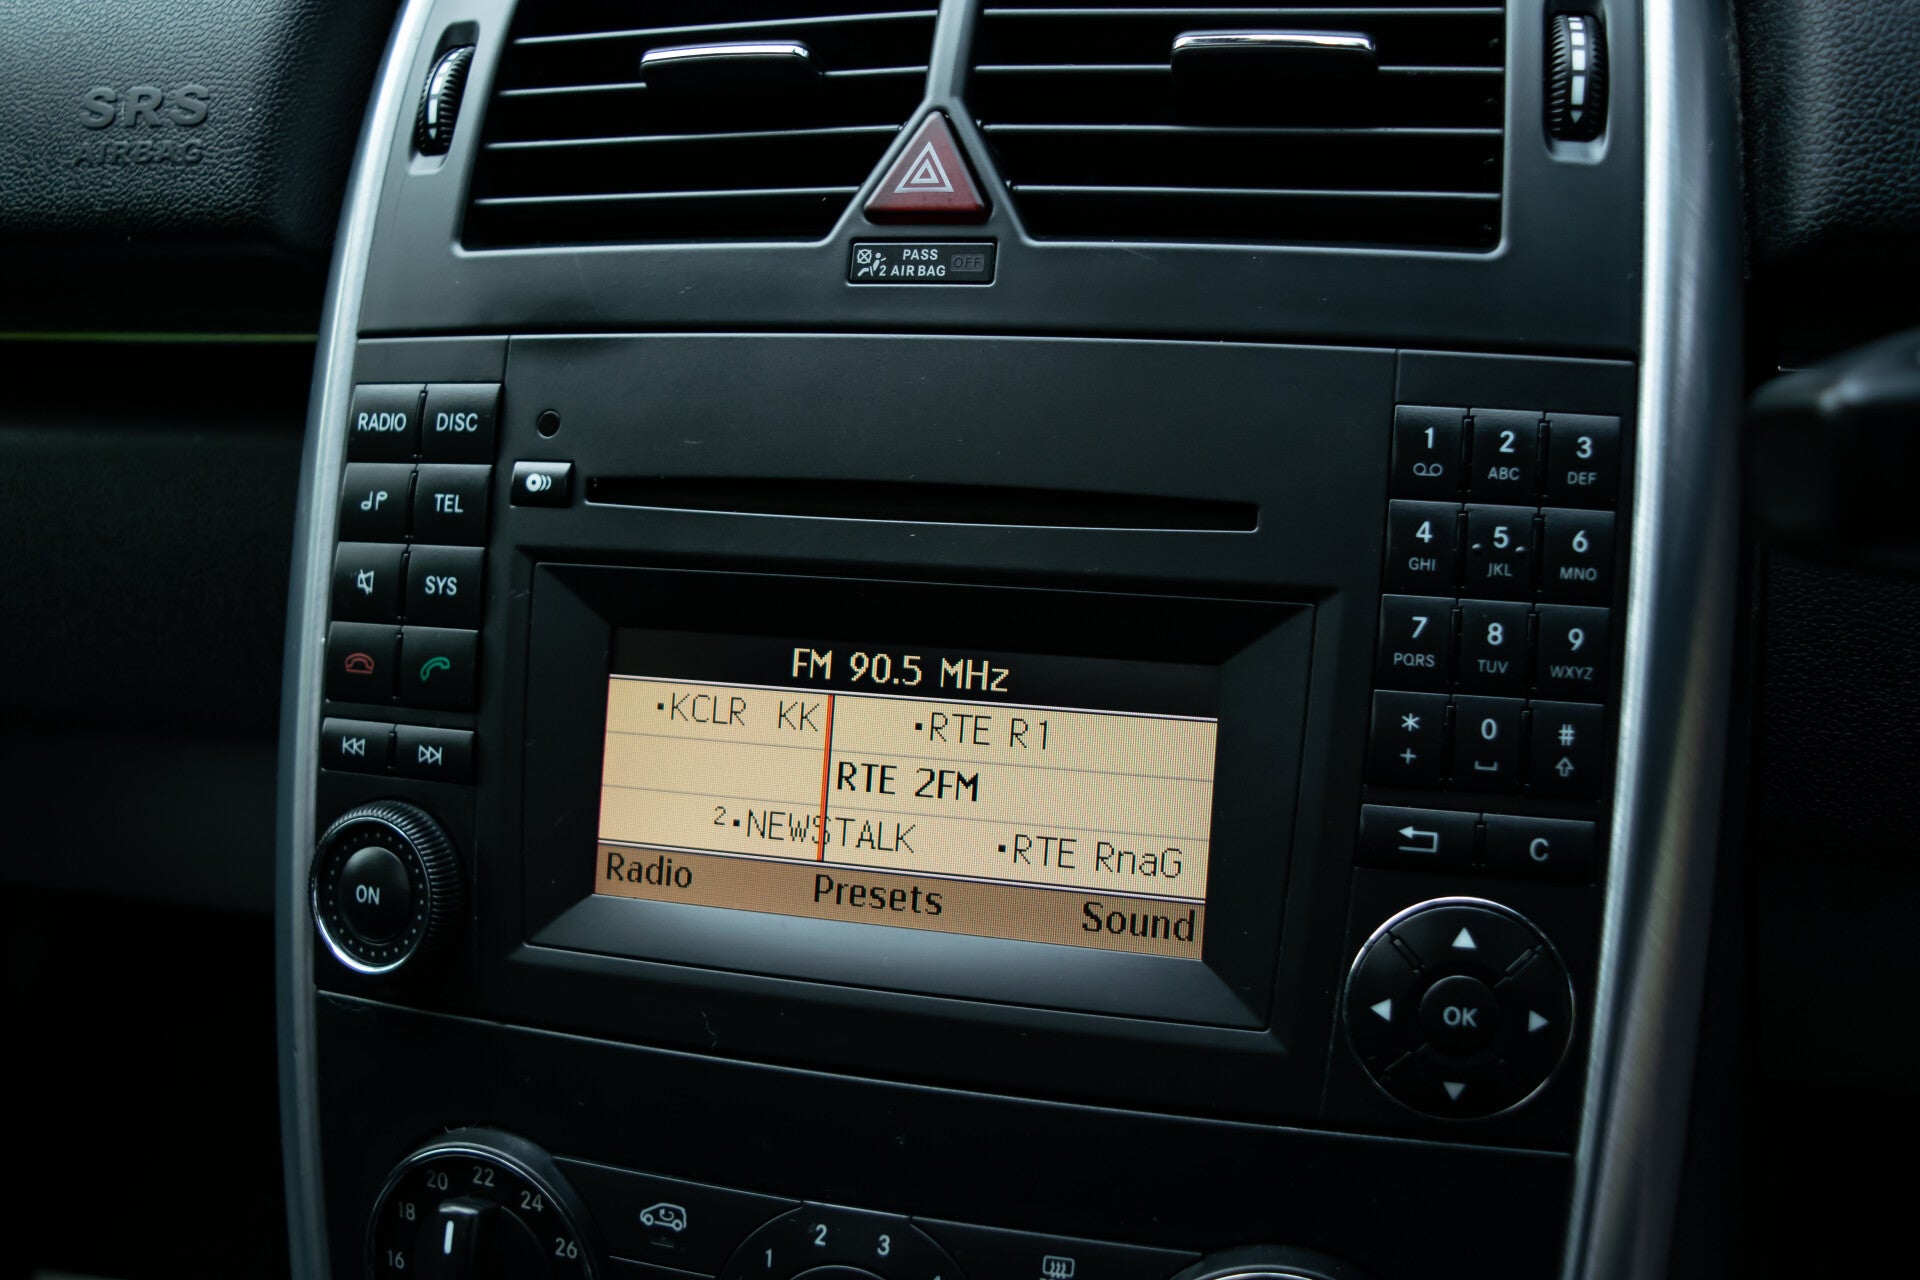 SRS
AIRBAG
PASS
2 AIRBAG OFF
RADIO DISC
TEL
SYS
ON
1
2 ABC
3 DEF
4 GHI
5 JKL
6 MNO
7 PQRS
8 TUV
9 WXYZ
* +
0
#
C
OK
FM 90.5 MHz
▪KCLR KK ▪RTE R1
RTE 2FM
2▪NEWSTALK ▪RTE RnaG
Radio Presets Sound
16 18 20 22 24 26
1 2 3